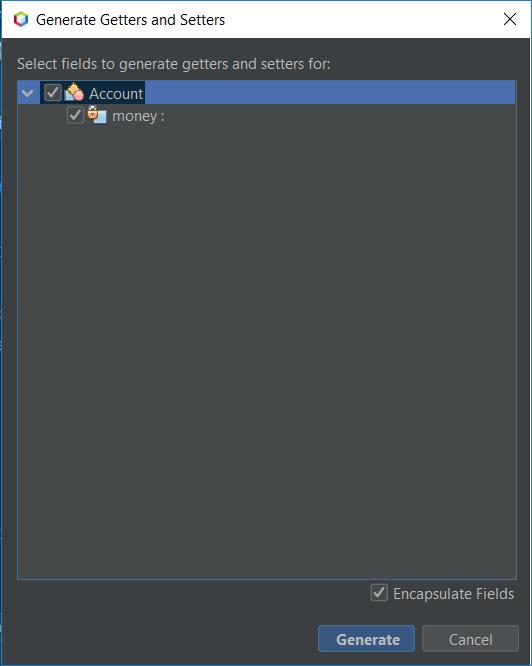 Generate Getters and Setters
Select fields to generate getters and setters for:
Account
money :
Encapsulate Fields
Generate
Cancel